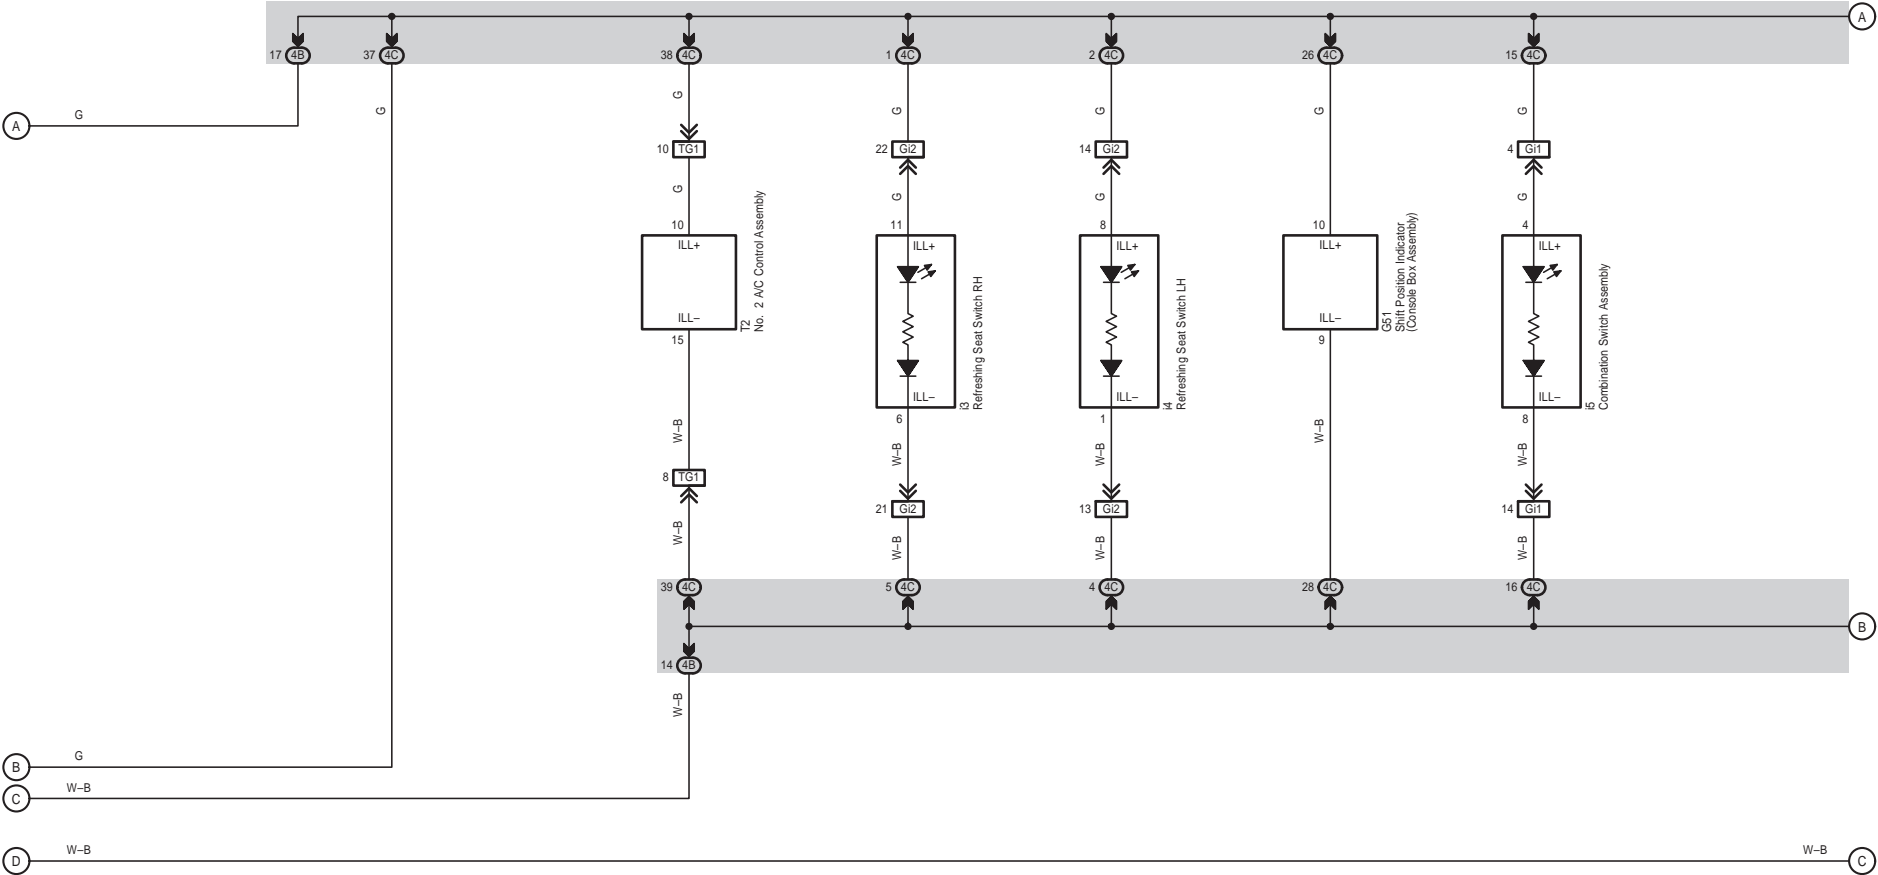 A
17 4B
37 4C
38 4C
1 4C
2 4C
26 4C
15 4C
A
G
G
G
G
G
G
G
10 TG1
22 Gi2
14 Gi2
4 Gi1
G
G
G
G
10
11
8
10
4
ILL+
ILL+
ILL+
ILL+
ILL+
ILL–
ILL–
15
9
T2
No. 2 A/C Control Assembly
i3
Refreshing Seat Switch RH
i4
Refreshing Seat Switch LH
G51
Shift Position Indicator
(Console Box Assembly)
i5
Combination Switch Assembly
ILL–
ILL–
ILL–
6
1
8
W–B
W–B
W–B
W–B
W–B
8 TG1
21 Gi2
13 Gi2
14 Gi1
W–B
W–B
W–B
W–B
39 4C
5 4C
4 4C
28 4C
16 4C
B
14 4B
W–B
B
G
C
W–B
D
W–B
W–B
C